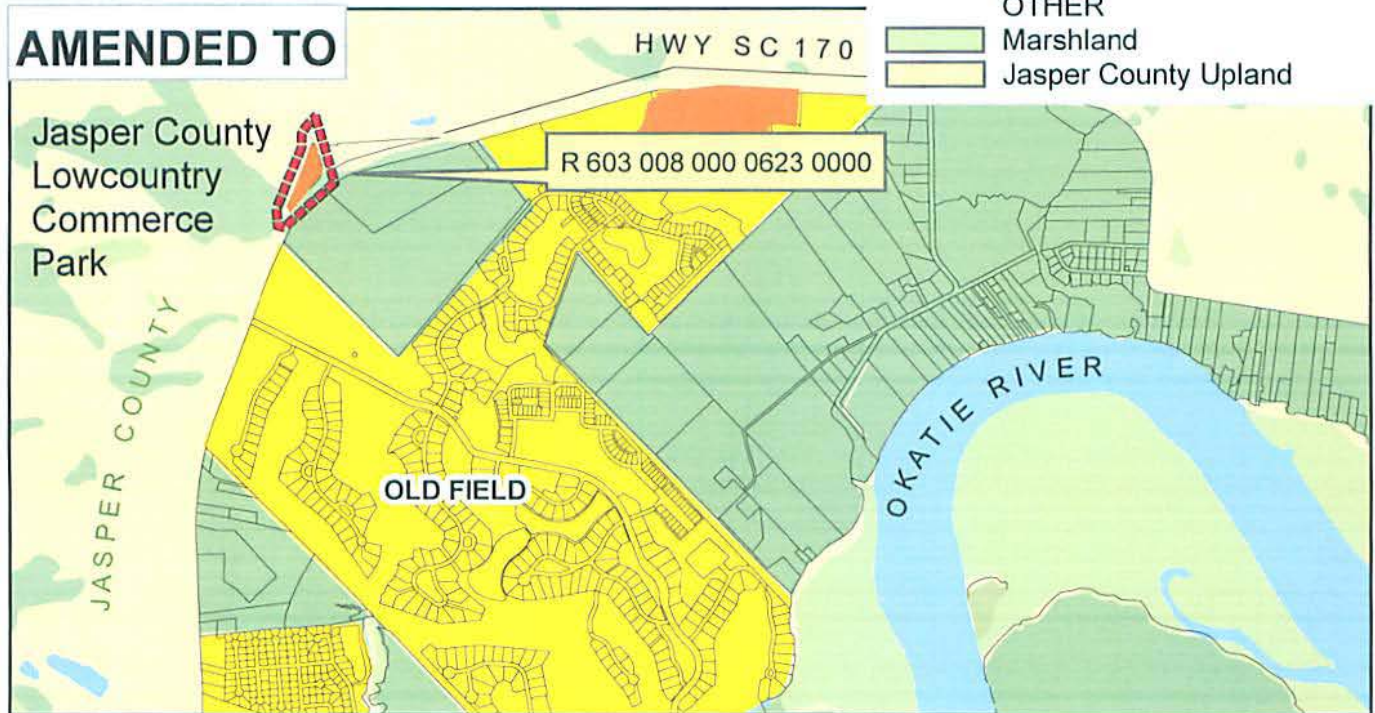 AMENDED TO
HWY SC 170
OTHER
Marshland
Jasper County Upland
Jasper County
Lowcountry
Commerce
Park
R 603 008 000 0623 0000
JASPER COUNTY
OLD FIELD
OKATIE RIVER